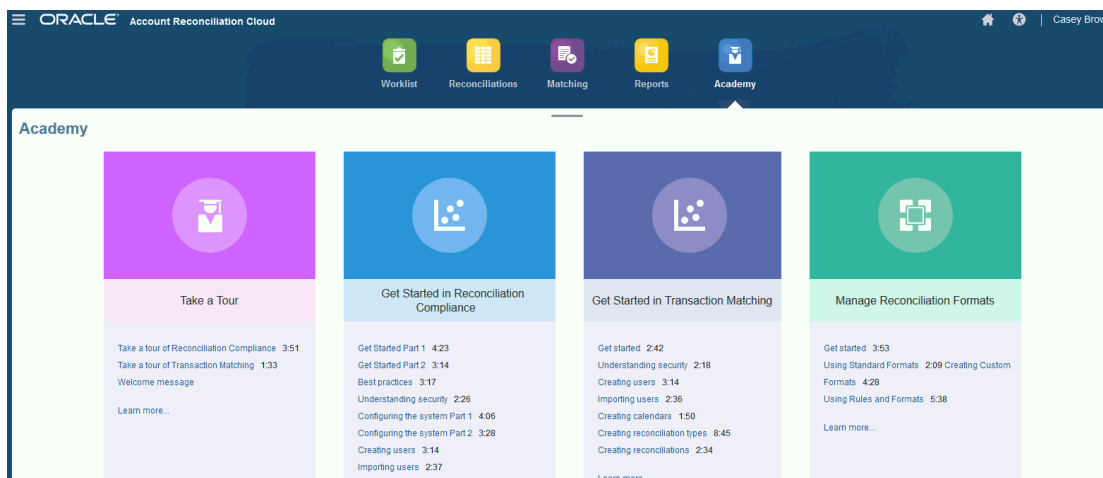 ORACLE® Account Reconciliation Cloud
Worklist
Reconciliations
Matching
Reports
Academy
Academy
Take a Tour
Take a tour of Reconciliation Compliance 3:51
Take a tour of Transaction Matching 1:33
Welcome message
Learn more...
Get Started in Reconciliation
Compliance
Get Started Part 1 4:23
Get Started Part 2 3:14
Best practices 3:17
Understanding security 2:26
Configuring the system Part 1 4:06
Configuring the system Part 2 3:28
Creating users 3:14
Importing users 2:37
Get Started in Transaction Matching
Get started 2:42
Understanding security 2:18
Creating users 3:14
Importing users 2:36
Creating calendars 1:50
Creating reconciliation types 8:45
Creating reconciliations 2:34
Learn more
Manage Reconciliation Formats
Get started 3:53
Using Standard Formats 2:09 Creating Custom
Formats 4:28
Using Rules and Formats 5:38
Learn more...
Casey